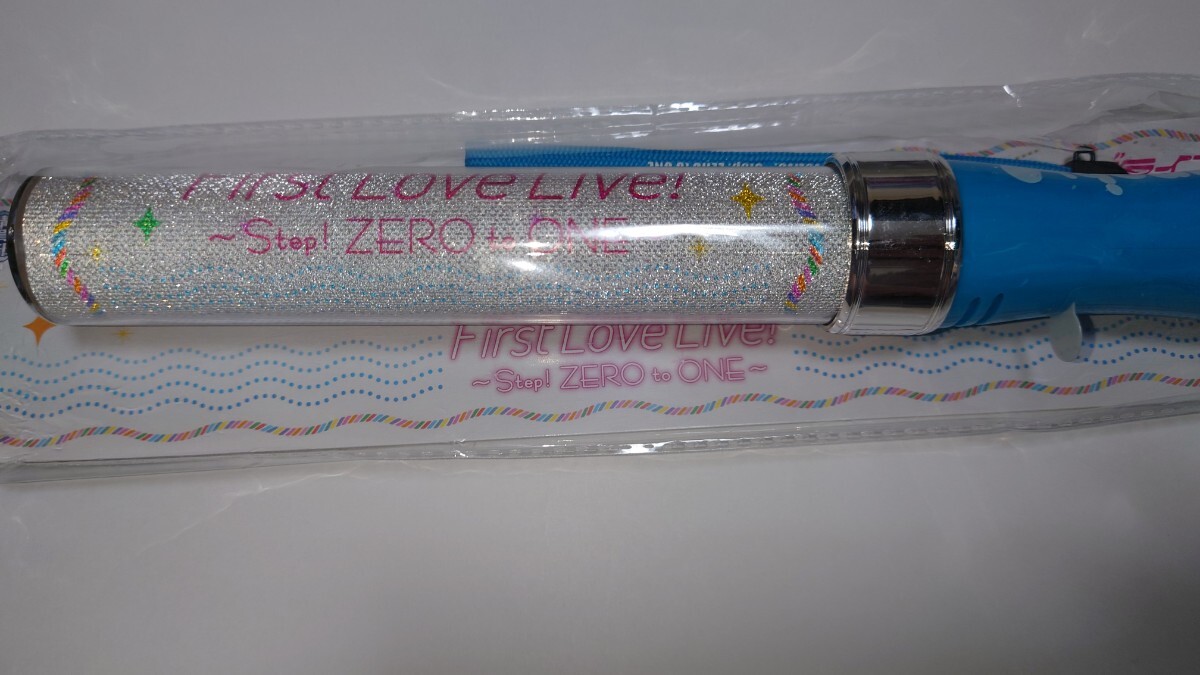 First Love Live!
~Step! ZERO to ONE
First Love Live!
~Step! ZERO to ONE~